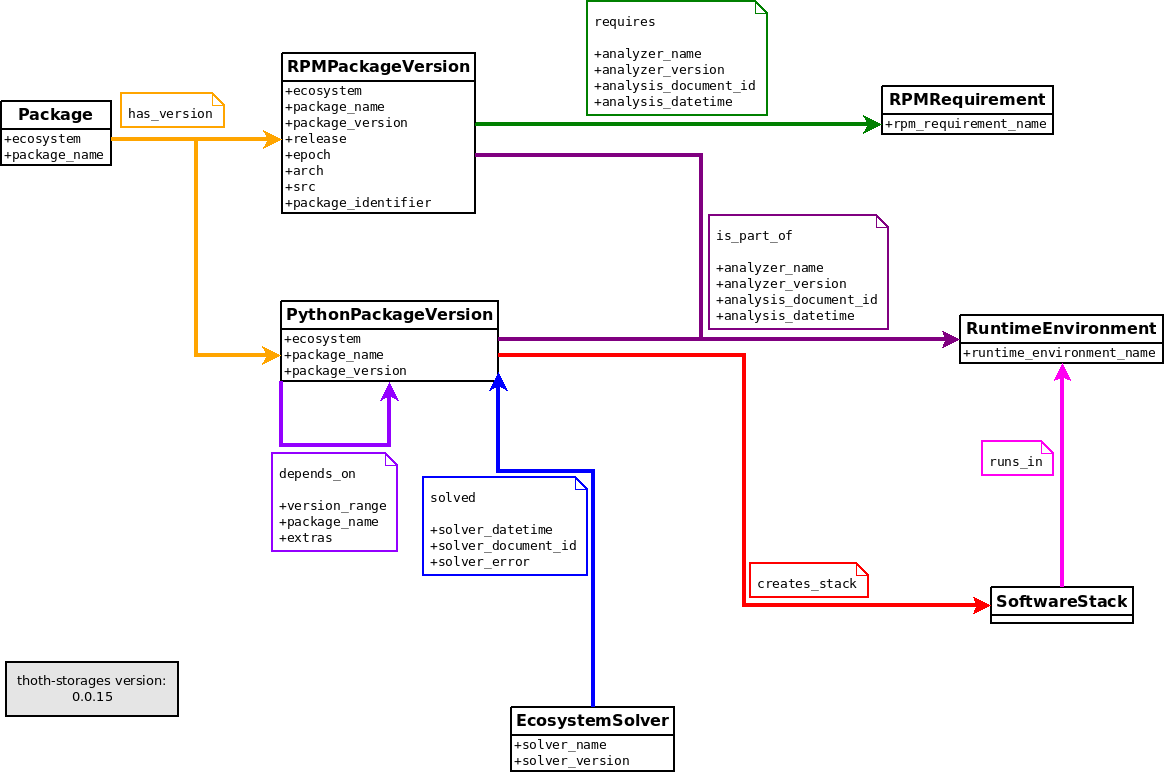 requires
+analyzer_name
+analyzer_version
+analysis_document_id
+analysis_datetime
RPMPackageVersion
+ecosystem
+package_name
+package_version
+release
+epoch
+arch
+src
+package_identifier
RPMRequirement
+rpm_requirement_name
Package
+ecosystem
+package_name
has_version
is_part_of
+analyzer_name
+analyzer_version
+analysis_document_id
+analysis_datetime
PythonPackageVersion
+ecosystem
+package_name
+package_version
RuntimeEnvironment
+runtime_environment_name
depends_on
+version_range
+package_name
+extras
solved
+solver_datetime
+solver_document_id
+solver_error
runs_in
creates_stack
SoftwareStack
thoth-storages version:
0.0.15
EcosystemSolver
+solver_name
+solver_version